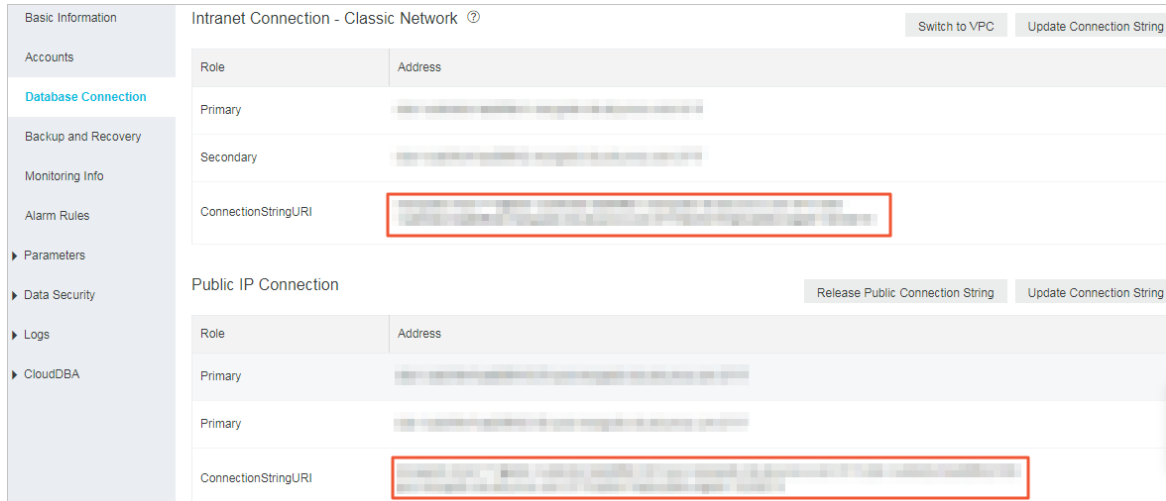 Basic Information
Accounts
Database Connection
Backup and Recovery
Monitoring Info
Alarm Rules
Parameters
Data Security
Logs
CloudDBA
Intranet Connection - Classic Network
Switch to VPC
Update Connection String
Role Address
Primary
Secondary
ConnectionStringURI
Public IP Connection
Release Public Connection String
Update Connection String
Role Address
Primary
Primary
ConnectionStringURI